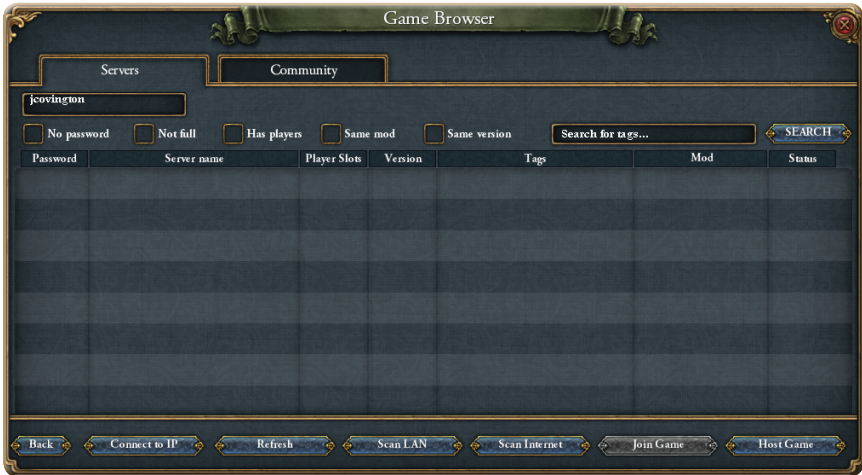 Game Browser
Servers
Community
jcovington
No password
Not full
Has players
Same mod
Same version
Search for tags...
SEARCH
Password
Server name
Player Slots
Version
Tags
Mod
Status
Back
Connect to IP
Refresh
Scan LAN
Scan Internet
Join Game
Host Game